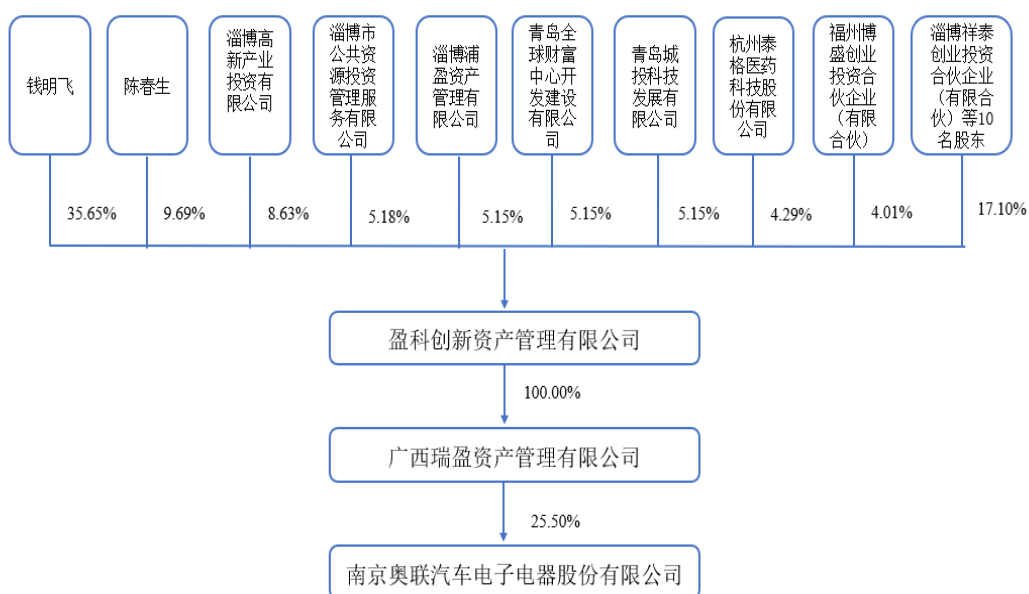 钱明飞
陈春生
淄博高
新产业
投资有
限公司
淄博市
公共资
源投资
管理服
务有限
公司
淄博浦
盈资产
管理有
限公司
青岛全
球财富
中心开
发建设
有限公
司
青岛城
投科技
发展有
限公司
杭州泰
格医药
科技股
份有限
公司
福州博
盛创业
投资合
伙企业
（有限
合伙）
淄博祥泰
创业投资
合伙企业
（有限合
伙）等10
名股东
35.65%
9.69%
8.63%
5.18%
5.15%
5.15%
5.15%
4.29%
4.01%
17.10%
盈科创新资产管理有限公司
100.00%
广西瑞盈资产管理有限公司
25.50%
南京奥联汽车电子电器股份有限公司